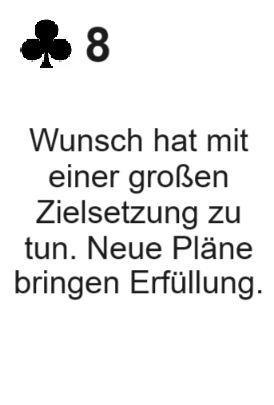 ♣ 8
Wunsch hat mit
einer großen
Zielsetzung zu
tun. Neue Pläne
bringen Erfüllung.